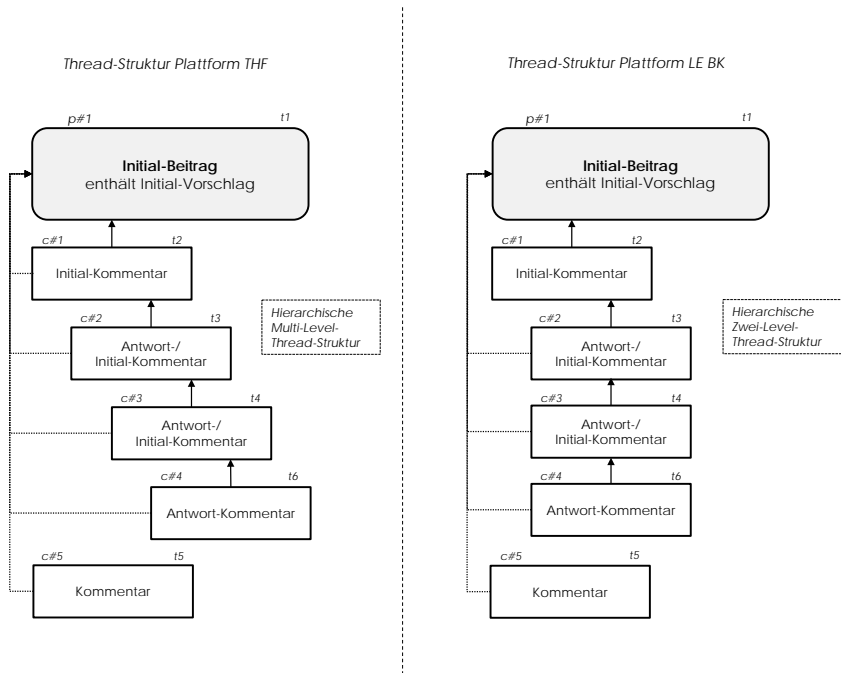 Thread-Struktur Plattform THF
p#1
t1
Initial-Beitrag
enthält Initial-Vorschlag
c#1
t2
Initial-Kommentar
c#2
t3
Antwort-/
Initial-Kommentar
Hierarchische
Multi-Level-
Thread-Struktur
c#3
t4
Antwort-/
Initial-Kommentar
c#4
t6
Antwort-Kommentar
c#5
t5
Kommentar
Thread-Struktur Plattform LE BK
p#1
t1
Initial-Beitrag
enthält Initial-Vorschlag
c#1
t2
Initial-Kommentar
c#2
t3
Antwort-/
Initial-Kommentar
Hierarchische
Zwei-Level-
Thread-Struktur
c#3
t4
Antwort-/
Initial-Kommentar
c#4
t6
Antwort-Kommentar
c#5
t5
Kommentar